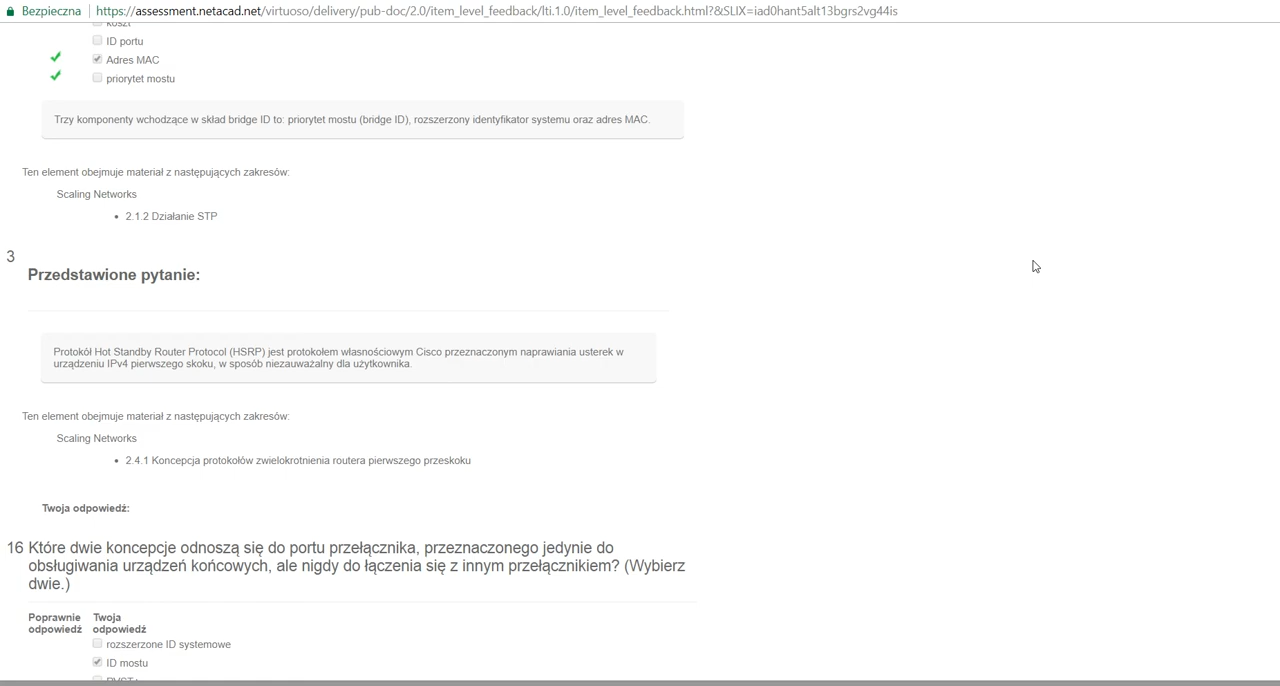 Bezpieczna
https://assessment.netacad.net/virtuoso/delivery/pub-doc/2.0/item_level_feedback/lti.1.0/item_level_feedback.html?&SLIX=iad0hant5alt13bgrs2vg44is
koszt
ID portu
Adres MAC
priorytet mostu
Trzy komponenty wchodzące w skład bridge ID to: priorytet mostu (bridge ID), rozszerzony identyfikator systemu oraz adres MAC.
Ten element obejmuje materiał z następujących zakresów:
Scaling Networks
• 2.1.2 Działanie STP
3
Przedstawione pytanie:
Protokół Hot Standby Router Protocol (HSRP) jest protokołem własnościowym Cisco przeznaczonym naprawiania usterek w
urządzeniu IPv4 pierwszego skoku, w sposób niezauważalny dla użytkownika.
Ten element obejmuje materiał z następujących zakresów:
Scaling Networks
• 2.4.1 Koncepcja protokołów zwielokrotnienia routera pierwszego przeskoku
Twoja odpowiedź:
16 Które dwie koncepcje odnoszą się do portu przełącznika, przeznaczonego jedynie do
obsługiwania urządzeń końcowych, ale nigdy do łączenia się z innym przełącznikiem? (Wybierz
dwie.)
Poprawnie Twoja
odpowiedź odpowiedź
rozszerzone ID systemowe
ID mostu
PVST+